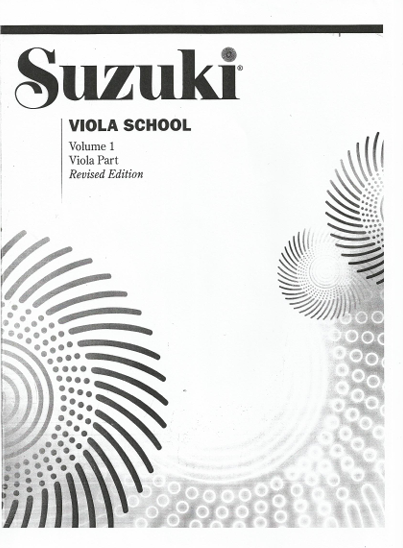 Suzuki®
VIOLA SCHOOL
Volume 1
Viola Part
Revised Edition